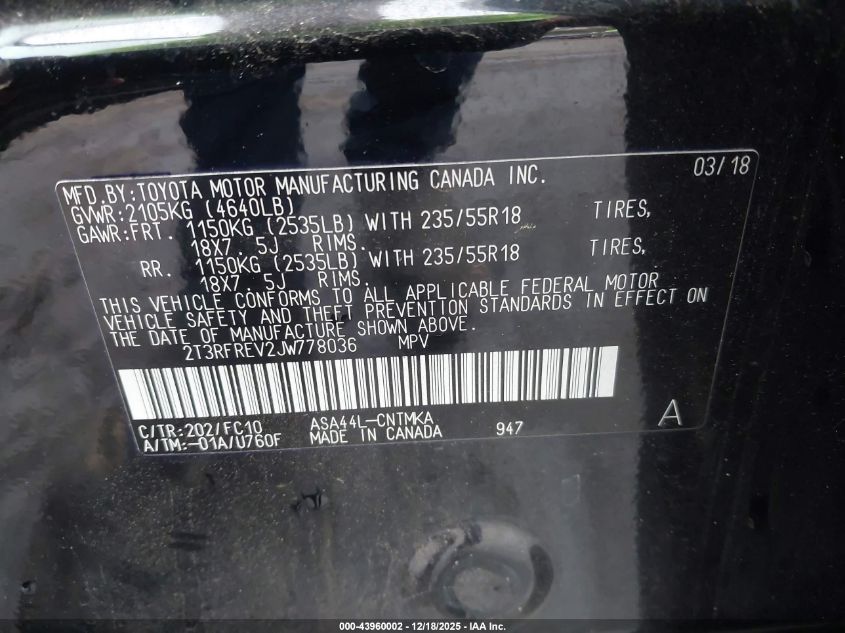 MFD.BY:TOYOTA MOTOR MANUFACTURING CANADA INC. 03/18
GVWR:2105KG (4640LB)
GAWR:FRT. 1150KG (2535LB) WITH 235/55R18 TIRES,
18X7.5J RIMS.
RR. 1150KG (2535LB) WITH 235/55R18 TIRES,
18X7.5J RIMS.
THIS VEHICLE CONFORMS TO ALL APPLICABLE FEDERAL MOTOR
VEHICLE SAFETY AND THEFT PREVENTION STANDARDS IN EFFECT ON
THE DATE OF MANUFACTURE SHOWN ABOVE.
2T3RFREV2JW778036 MPV
C/TR:202/FC10 ASA44L-CNTMKA A
A/TM:-01A/U760F MADE IN CANADA 947
000-43960002 - 12/18/2025 - IAA Inc.